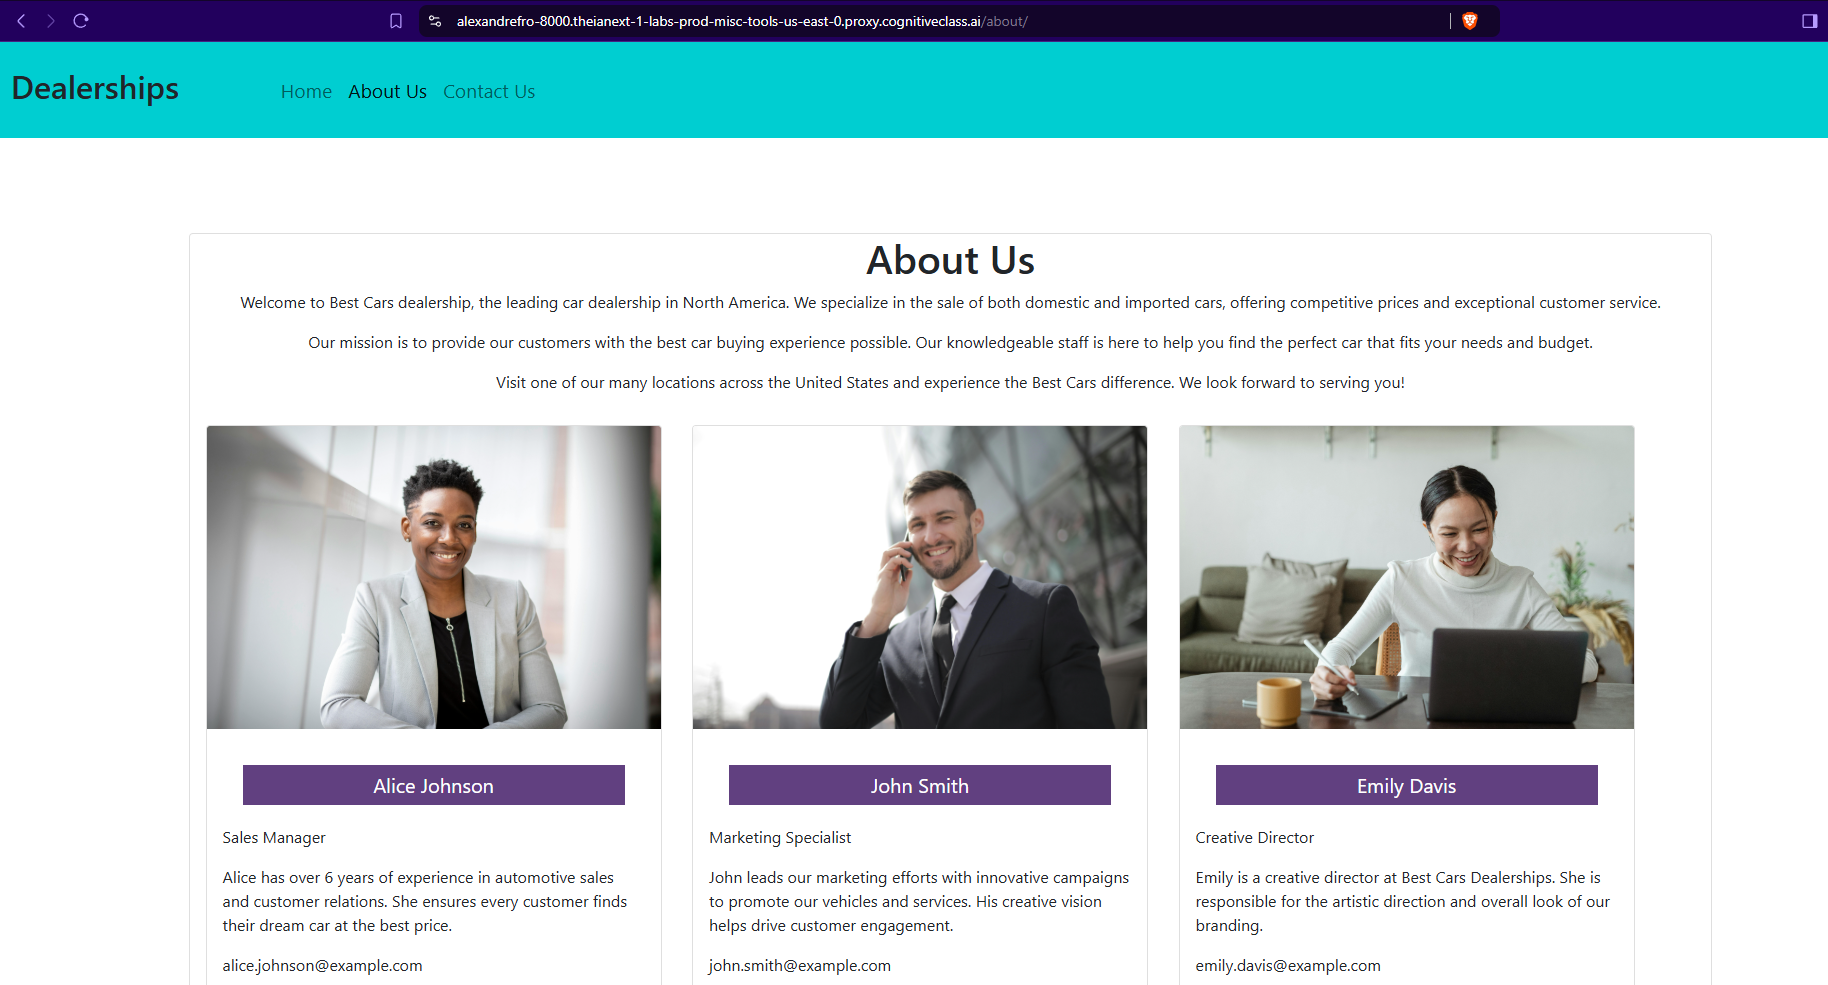 alexandrefro-8000.theianext-1-labs-prod-misc-tools-us-east-0.proxy.cognitiveclass.ai/about/
Dealerships
Home About Us Contact Us
About Us
Welcome to Best Cars dealership, the leading car dealership in North America. We specialize in the sale of both domestic and imported cars, offering competitive prices and exceptional customer service.
Our mission is to provide our customers with the best car buying experience possible. Our knowledgeable staff is here to help you find the perfect car that fits your needs and budget.
Visit one of our many locations across the United States and experience the Best Cars difference. We look forward to serving you!
Alice Johnson
Sales Manager
Alice has over 6 years of experience in automotive sales
and customer relations. She ensures every customer finds
their dream car at the best price.
alice.johnson@example.com
John Smith
Marketing Specialist
John leads our marketing efforts with innovative campaigns
to promote our vehicles and services. His creative vision
helps drive customer engagement.
john.smith@example.com
Emily Davis
Creative Director
Emily is a creative director at Best Cars Dealerships. She is
responsible for the artistic direction and overall look of our
branding.
emily.davis@example.com